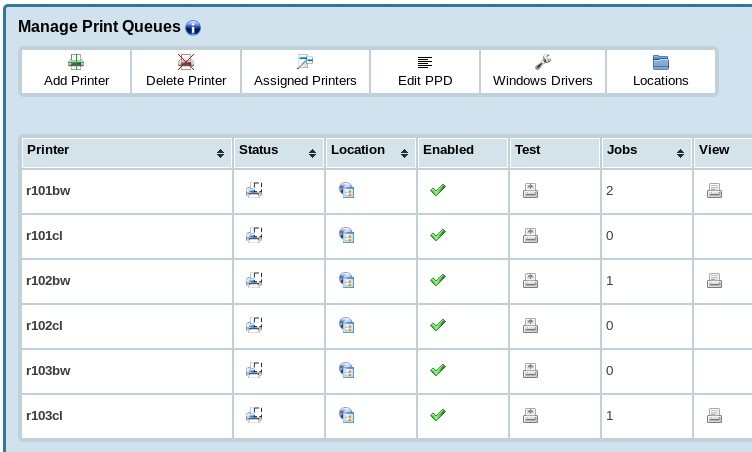 Manage Print Queues
Add Printer Delete Printer Assigned Printers Edit PPD Windows Drivers Locations
Printer Status Location Enabled Test Jobs View
r101bw 2
r101cl 0
r102bw 1
r102cl 0
r103bw 0
r103cl 1